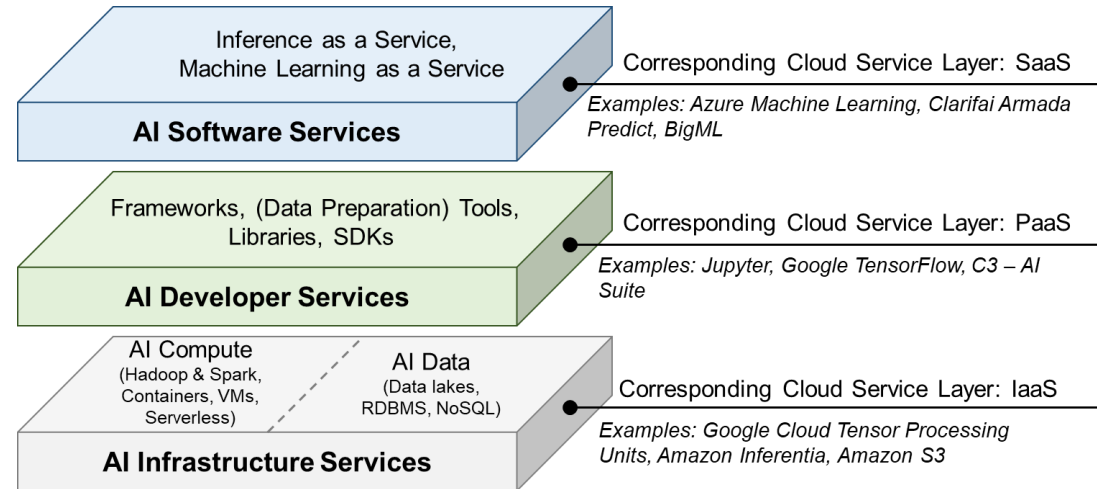 Inference as a Service,
Machine Learning as a Service
AI Software Services
Corresponding Cloud Service Layer: SaaS
Examples: Azure Machine Learning, Clarifai Armada
Predict, BigML
Frameworks, (Data Preparation) Tools,
Libraries, SDKs
AI Developer Services
Corresponding Cloud Service Layer: PaaS
Examples: Jupyter, Google TensorFlow, C3 – AI
Suite
AI Compute
(Hadoop & Spark,
Containers, VMs,
Serverless)
AI Data
(Data lakes,
RDBMS, NoSQL)
AI Infrastructure Services
Corresponding Cloud Service Layer: IaaS
Examples: Google Cloud Tensor Processing
Units, Amazon Inferentia, Amazon S3